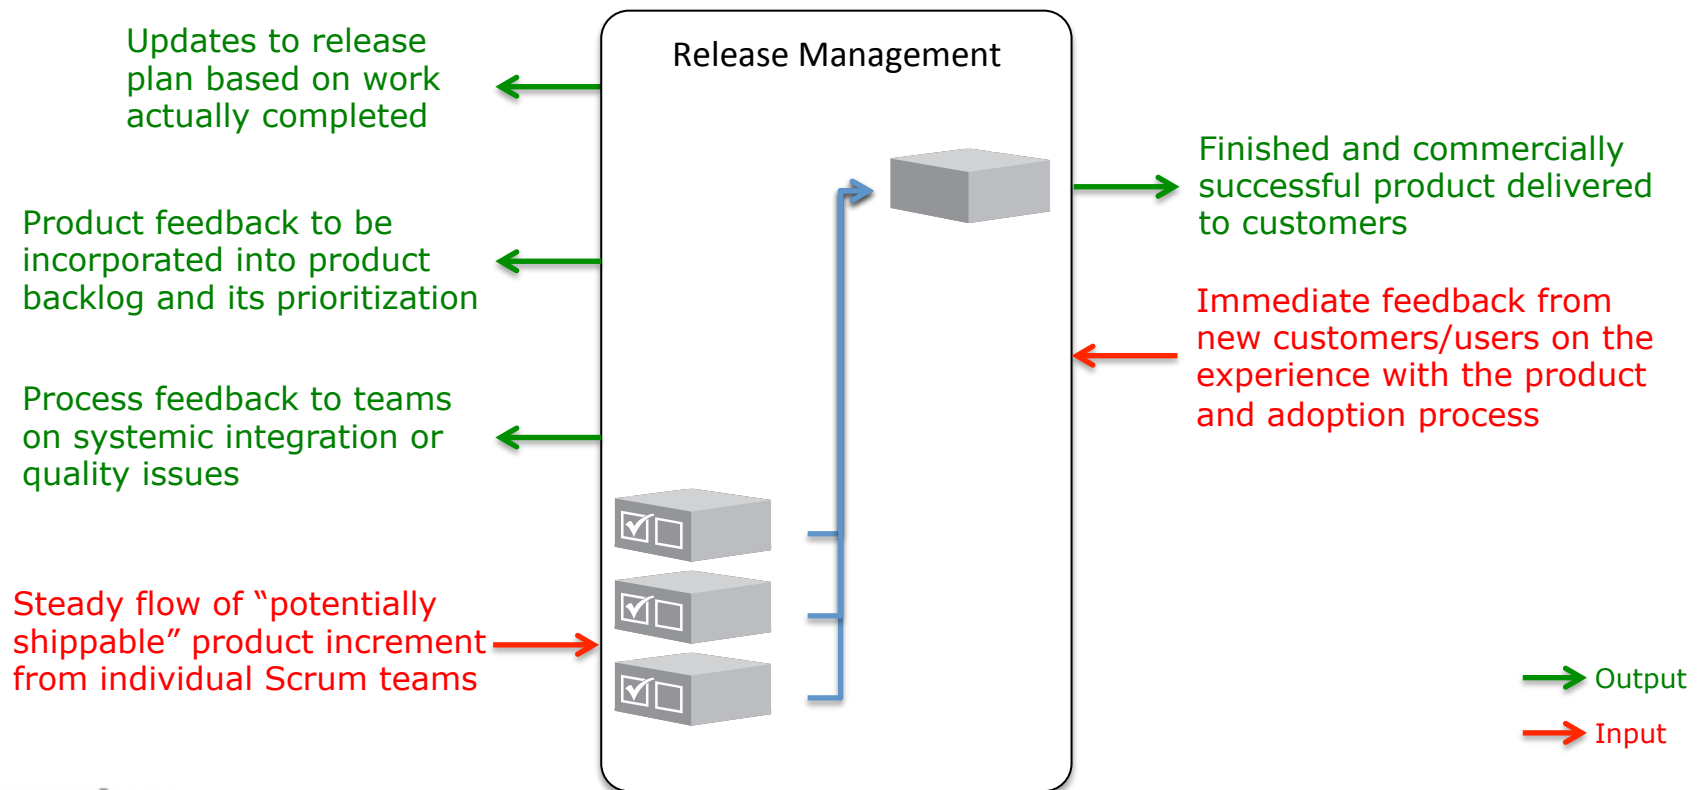 Release Management
Updates to release
plan based on work
actually completed
Product feedback to be
incorporated into product
backlog and its prioritization
Process feedback to teams
on systemic integration or
quality issues
Steady flow of “potentially
shippable” product increment
from individual Scrum teams
Finished and commercially
successful product delivered
to customers
Immediate feedback from
new customers/users on the
experience with the product
and adoption process
Output
Input